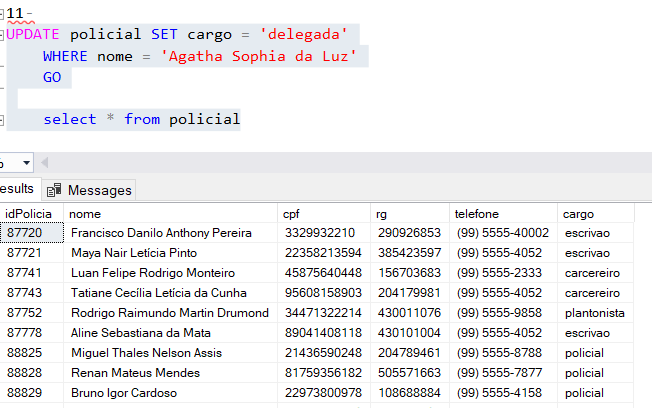 11-
UPDATE policial SET cargo = 'delegada'
WHERE nome = 'Agatha Sophia da Luz'
GO
select * from policial
%
esults Messages
idPolicia nome cpf rg telefone cargo
87720 Francisco Danilo Anthony Pereira 3329932210 290926853 (99) 5555-40002 escrivao
87721 Maya Nair Letícia Pinto 22358213594 385423597 (99) 5555-4052 escrivao
87741 Luan Felipe Rodrigo Monteiro 45875640448 156703683 (99) 5555-2333 carcereiro
87743 Tatiane Cecília Letícia da Cunha 95608158903 204179981 (99) 5555-4052 carcereiro
87752 Rodrigo Raimundo Martin Drumond 34471322214 430011076 (99) 5555-9858 plantonista
87778 Aline Sebastiana da Mata 89041408118 430101004 (99) 5555-4052 escrivao
88825 Miguel Thales Nelson Assis 21436590248 204789461 (99) 5555-8788 policial
88828 Renan Mateus Mendes 81759356182 505571663 (99) 5555-7877 policial
88829 Bruno Igor Cardoso 22973800978 108688884 (99) 5555-4158 policial